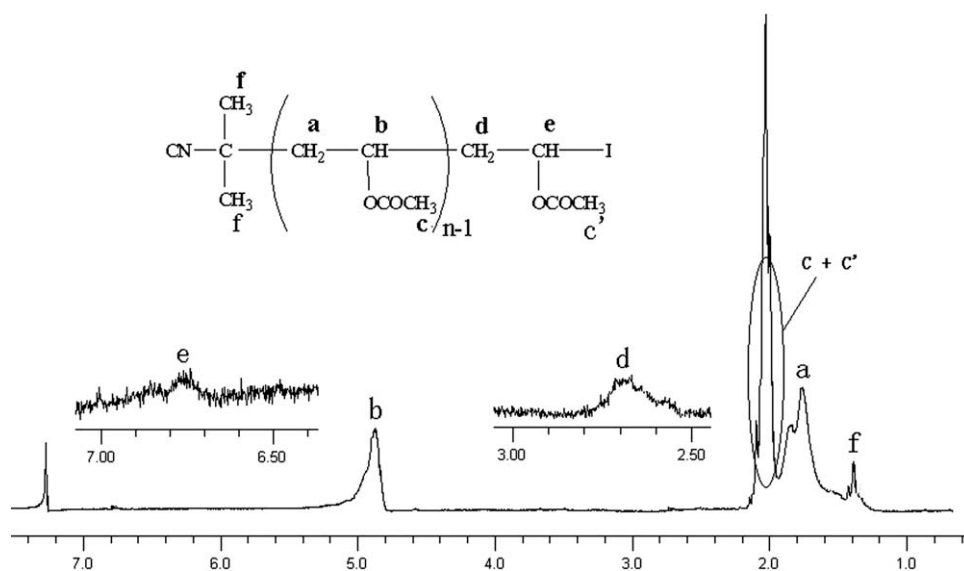 f
CH3
a b d e
CN C CH2 CH CH2 CH I
CH3 OCOCH3 OCOCH3
f c n-1 c'
C + C'
e d a
b f
7.00 6.50 3.00 2.50
7.0 6.0 5.0 4.0 3.0 2.0 1.0